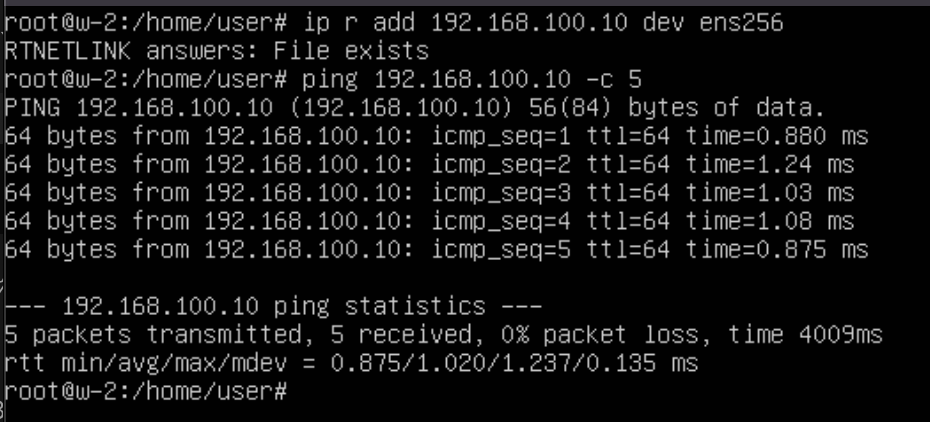 root@w-2:/home/user# ip r add 192.168.100.10 dev ens256
RTNETLINK answers: File exists
root@w-2:/home/user# ping 192.168.100.10 -c 5
PING 192.168.100.10 (192.168.100.10) 56(84) bytes of data.
64 bytes from 192.168.100.10: icmp_seq=1 ttl=64 time=0.880 ms
64 bytes from 192.168.100.10: icmp_seq=2 ttl=64 time=1.24 ms
64 bytes from 192.168.100.10: icmp_seq=3 ttl=64 time=1.03 ms
64 bytes from 192.168.100.10: icmp_seq=4 ttl=64 time=1.08 ms
64 bytes from 192.168.100.10: icmp_seq=5 ttl=64 time=0.875 ms
--- 192.168.100.10 ping statistics ---
5 packets transmitted, 5 received, 0% packet loss, time 4009ms
rtt min/avg/max/mdev = 0.875/1.020/1.237/0.135 ms
root@w-2:/home/user#